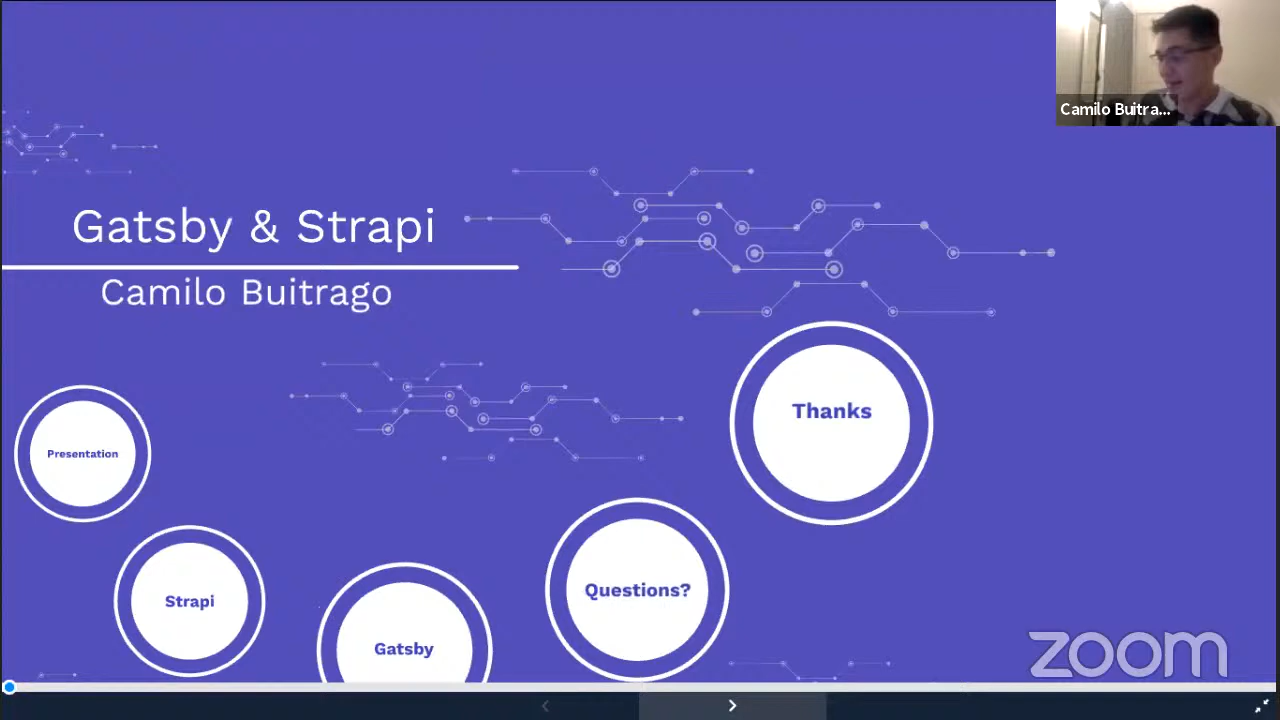 Camilo Buitra...
Gatsby & Strapi
Camilo Buitrago
Thanks
Presentation
Questions?
Strapi
Gatsby
zoom